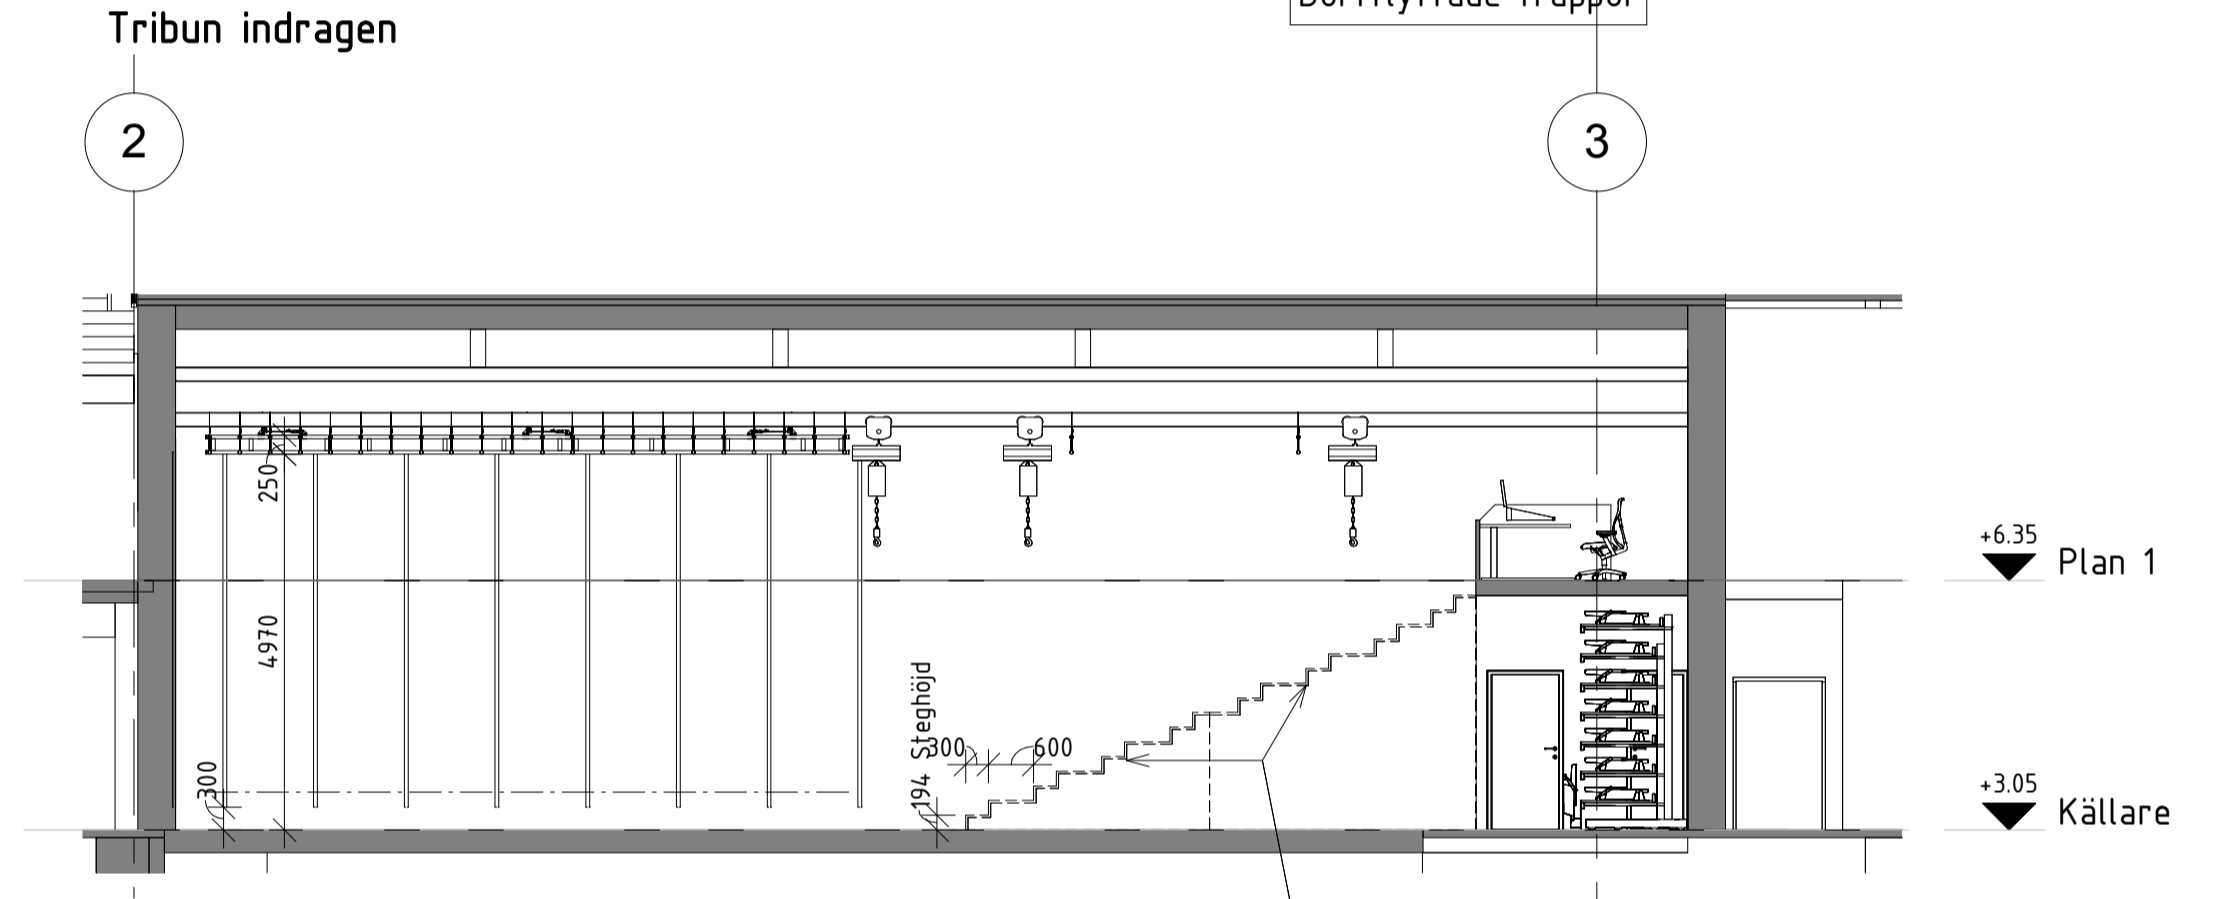 Tribun indragen
2
3
250
4970
300
194 Steghöjd
300
600
+6.35
Plan 1
+3.05
Källare